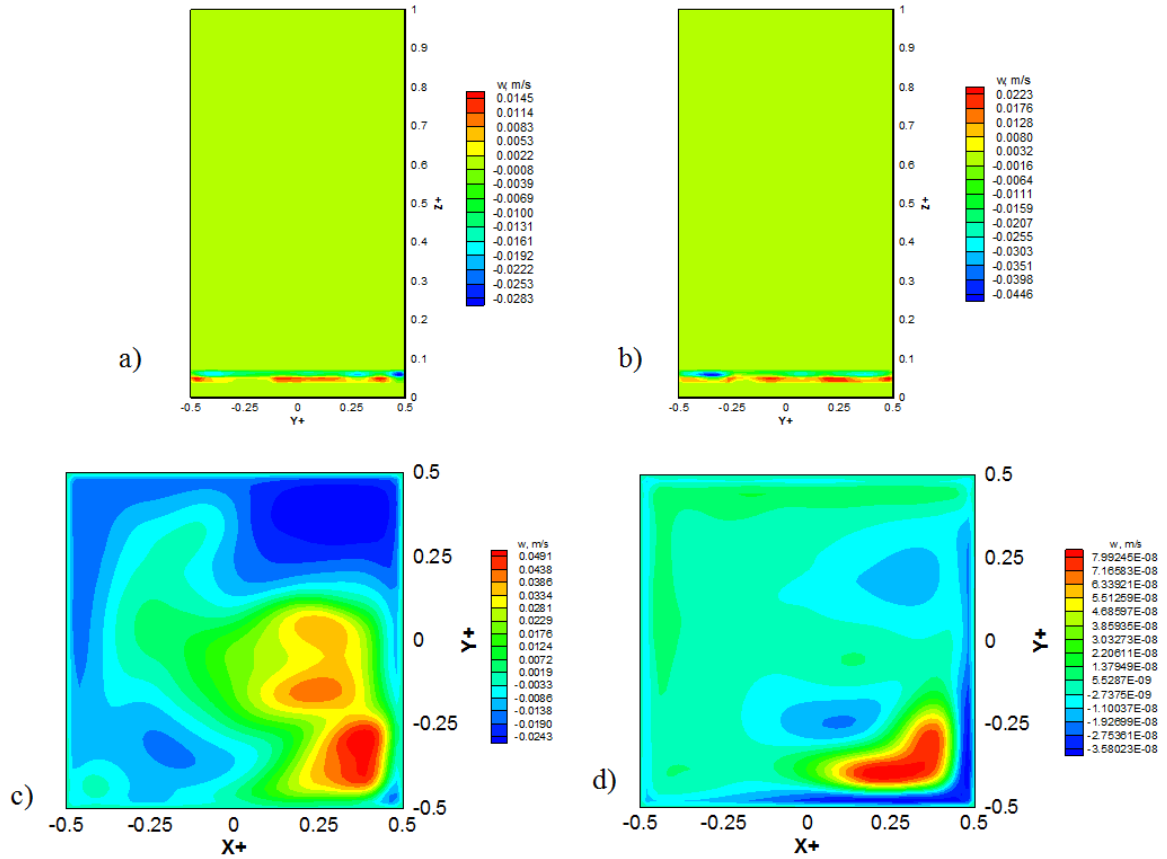 1
0.9
w, m/s
0.0145
0.0114
0.0083
0.0053
0.0022
-0.0008
-0.0039
-0.0069
-0.0100
-0.0131
-0.0161
-0.0192
-0.0222
-0.0253
-0.0283
0.8
0.7
0.6
Z+
0.5
0.4
0.3
0.2
0.1
0
a)
-0.5 -0.25 0 0.25 0.5
Y+
1
0.9
w, m/s
0.0223
0.0176
0.0128
0.0080
0.0032
-0.0016
-0.0064
-0.0111
-0.0159
-0.0207
-0.0255
-0.0303
-0.0351
-0.0398
-0.0446
0.8
0.7
0.6
Z+
0.5
0.4
0.3
0.2
0.1
0
b)
-0.5 -0.25 0 0.25 0.5
Y+
0.5
0.25
Y+
0
-0.25
-0.5
w, m/s
0.0491
0.0438
0.0386
0.0334
0.0281
0.0229
0.0176
0.0124
0.0072
0.0019
-0.0033
-0.0086
-0.0138
-0.0190
-0.0243
c)
-0.5 -0.25 0 0.25 0.5
X+
0.5
0.25
Y+
0
-0.25
-0.5
w, m/s
7.99245E-08
7.16583E-08
6.33921E-08
5.51259E-08
4.68597E-08
3.85935E-08
3.03273E-08
2.20611E-08
1.37949E-08
5.5287E-09
-2.7375E-09
-1.10037E-08
-1.92699E-08
-2.75361E-08
-3.58023E-08
d)
-0.5 -0.25 0 0.25 0.5
X+